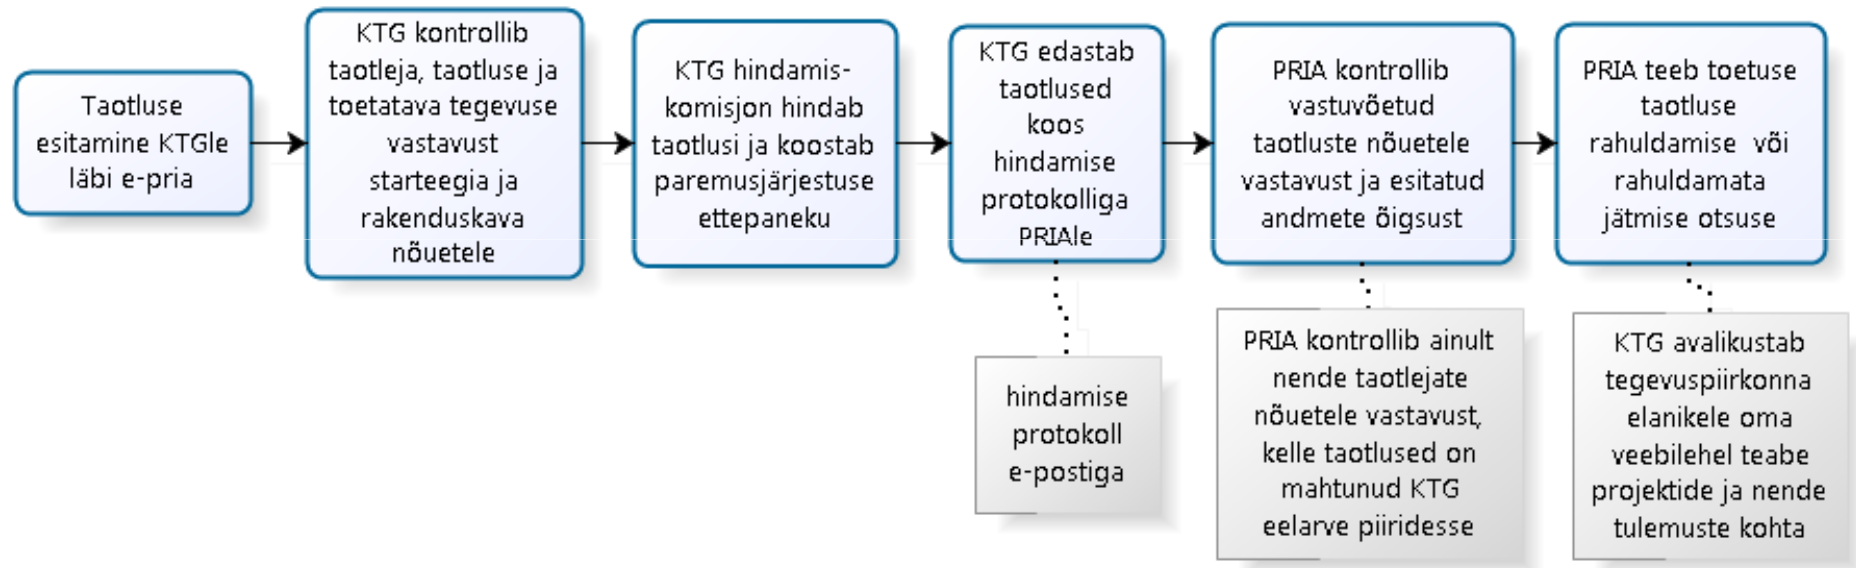 Taotluse
esitamine KTGle
läbi e-pria
KTG kontrollib
taotleja, taotluse ja
toetatava tegevuse
vastavust
starteegia ja
rakenduskava
nõuetele
KTG hindamis-
komisjon hindab
taotlusi ja koostab
paremusjärjestuse
ettepaneku
KTG edastab
taotlused
koos
hindamise
protokolliga
PRIAle
PRIA kontrollib
vastuvõetud
taotluste nõuetele
vastavust ja esitatud
andmete õigsust
PRIA teeb toetuse
taotluse
rahuldamise või
rahuldamata
jätmise otsuse
hindamise
protokoll
e-postiga
PRIA kontrollib ainult
nende taotlejate
nõuetele vastavust,
kelle taotlused on
mahtunud KTG
eelarve piiridesse
KTG avalikustab
tegevuspiirkonna
elanikele oma
veebilehel teabe
projektide ja nende
tulemuste kohta